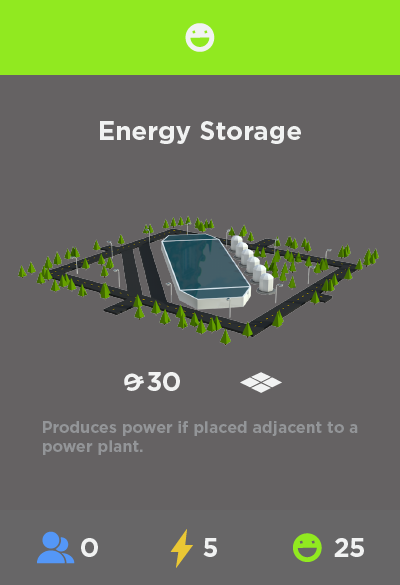 Energy Storage
30
Produces power if placed adjacent to a
power plant.
0 5 25